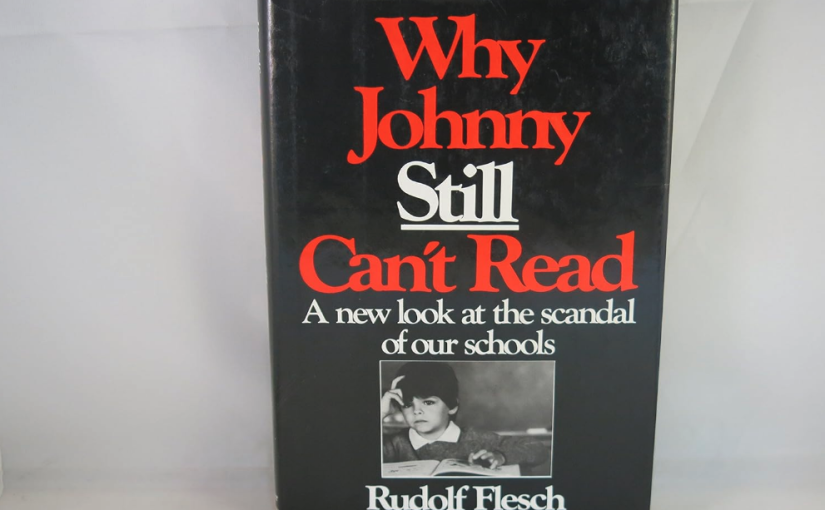 Why
Johnny
Still
Can't Read
A new look at the scandal
of our schools
Rudolf Flesch